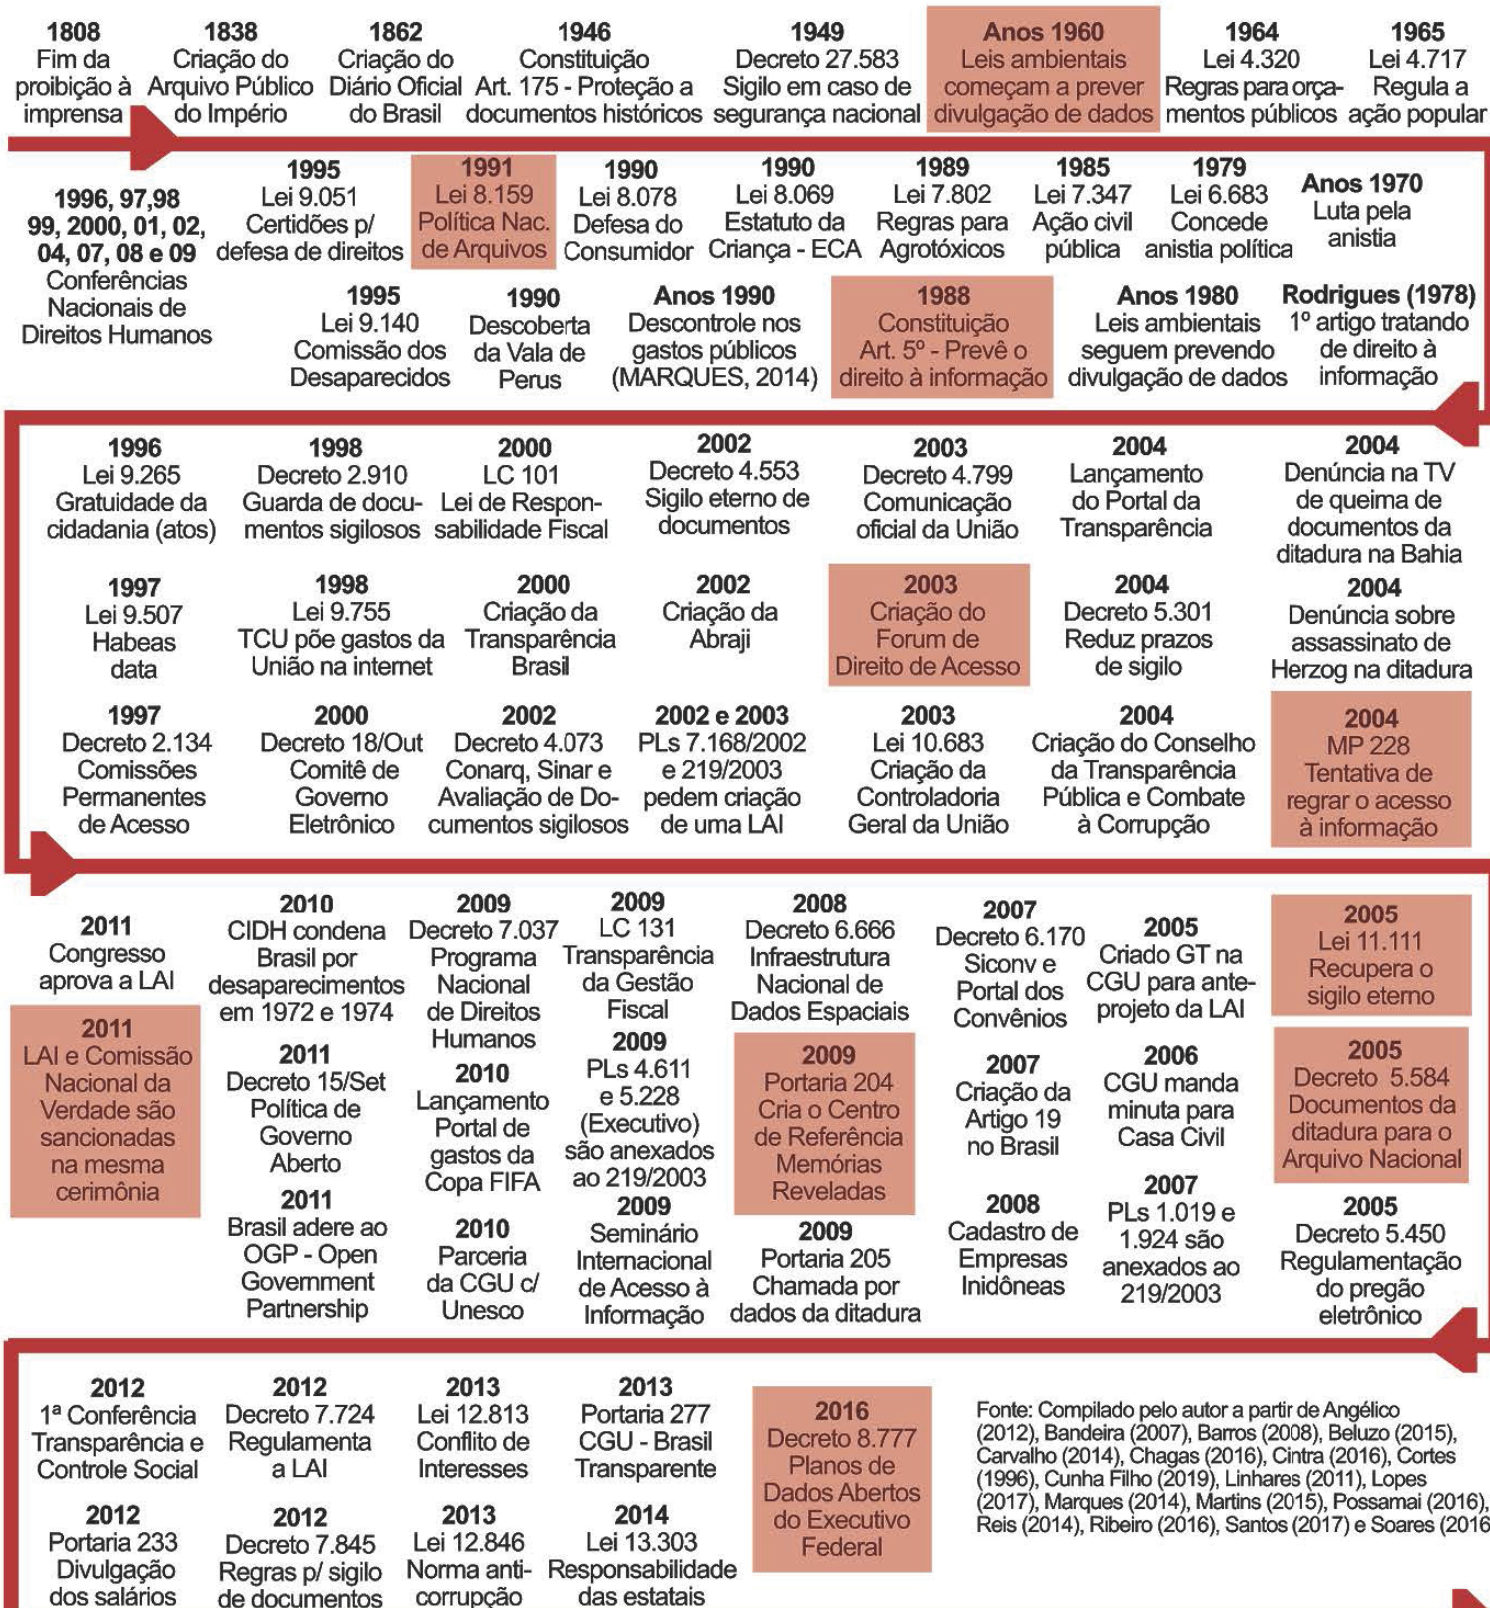 1808
Fim da
proibição à
imprensa
1838
Criação do
Arquivo Público
do Império
1862
Criação do
Diário Oficial
do Brasil
1946
Constituição
Art. 175 - Proteção a
documentos históricos
1949
Decreto 27.583
Sigilo em caso de
segurança nacional
Anos 1960
Leis ambientais
começam a prever
divulgação de dados
1964
Lei 4.320
Regras para orça-
mentos públicos
1965
Lei 4.717
Regula a
ação popular
Anos 1970
Luta pela
anistia
Rodrigues (1978)
1º artigo tratando
de direito à
informação
1979
Lei 6.683
Concede
anistia política
Anos 1980
Leis ambientais
seguem prevendo
divulgação de dados
1985
Lei 7.347
Ação civil
pública
1988
Constituição
Art. 5º - Prevê o
direito à informação
1989
Lei 7.802
Regras para
Agrotóxicos
1990
Lei 8.069
Estatuto da
Criança - ECA
Anos 1990
Descontrole nos
gastos públicos
(MARQUES, 2014)
1990
Lei 8.078
Defesa do
Consumidor
1990
Descoberta
da Vala de
Perus
1991
Lei 8.159
Política Nac.
de Arquivos
1995
Lei 9.051
Certidões p/
defesa de direitos
1995
Lei 9.140
Comissão dos
Desaparecidos
1996, 97,98
99, 2000, 01, 02,
04, 07, 08 e 09
Conferências
Nacionais de
Direitos Humanos
1996
Lei 9.265
Gratuidade da
cidadania (atos)
1997
Lei 9.507
Habeas
data
1997
Decreto 2.134
Comissões
Permanentes
de Acesso
1998
Decreto 2.910
Guarda de docu-
mentos sigilosos
1998
Lei 9.755
TCU põe gastos da
União na internet
2000
Decreto 18/Out
Comitê de
Governo
Eletrônico
2000
LC 101
Lei de Respon-
sabilidade Fiscal
2000
Criação da
Transparência
Brasil
2002
Decreto 4.073
Conarq, Sinar e
Avaliação de Do-
cumentos sigilosos
2002
Decreto 4.553
Sigilo eterno de
documentos
2002
Criação da
Abraji
2002 e 2003
PLs 7.168/2002
e 219/2003
pedem criação
de uma LAI
2003
Decreto 4.799
Comunicação
oficial da União
2003
Criação do
Forum de
Direito de Acesso
2003
Lei 10.683
Criação da
Controladoria
Geral da União
2004
Lançamento
do Portal da
Transparência
2004
Decreto 5.301
Reduz prazos
de sigilo
2004
Criação do Conselho
da Transparência
Pública e Combate
à Corrupção
2004
Denúncia na TV
de queima de
documentos da
ditadura na Bahia
2004
Denúncia sobre
assassinato de
Herzog na ditadura
2004
MP 228
Tentativa de
regrar o acesso
à informação
2005
Lei 11.111
Recupera o
sigilo eterno
2005
Decreto 5.584
Documentos da
ditadura para o
Arquivo Nacional
2005
Decreto 5.450
Regulamentação
do pregão
eletrônico
2005
Criado GT na
CGU para ante-
projeto da LAI
2006
CGU manda
minuta para
Casa Civil
2007
PLs 1.019 e
1.924 são
anexados ao
219/2003
2007
Decreto 6.170
Siconv e
Portal dos
Convênios
2007
Criação da
Artigo 19
no Brasil
2008
Cadastro de
Empresas
Inidôneas
2008
Decreto 6.666
Infraestrutura
Nacional de
Dados Espaciais
2009
Portaria 204
Cria o Centro
de Referência
Memórias
Reveladas
2009
Portaria 205
Chamada por
dados da ditadura
2009
LC 131
Transparência
da Gestão
Fiscal
2009
PLs 4.611
e 5.228
(Executivo)
são anexados
ao 219/2003
2009
Seminário
Internacional
de Acesso à
Informação
2009
Decreto 7.037
Programa
Nacional
de Direitos
Humanos
2010
Lançamento
Portal de
gastos da
Copa FIFA
2010
Parceria
da CGU c/
Unesco
2010
CIDH condena
Brasil por
desaparecimentos
em 1972 e 1974
2011
Decreto 15/Set
Política de
Governo
Aberto
2011
Brasil adere ao
OGP - Open
Government
Partnership
2011
Congresso
aprova a LAI
2011
LAI e Comissão
Nacional da
Verdade são
sancionadas
na mesma
cerimônia
2012
1ª Conferência
Transparência e
Controle Social
2012
Portaria 233
Divulgação
dos salários
2012
Decreto 7.724
Regulamenta
a LAI
2012
Decreto 7.845
Regras p/ sigilo
de documentos
2013
Lei 12.813
Conflito de
Interesses
2013
Lei 12.846
Norma anti-
corrupção
2013
Portaria 277
CGU - Brasil
Transparente
2014
Lei 13.303
Responsabilidade
das estatais
2016
Decreto 8.777
Planos de
Dados Abertos
do Executivo
Federal
Fonte: Compilado pelo autor a partir de Angélico
(2012), Bandeira (2007), Barros (2008), Beluzo (2015),
Carvalho (2014), Chagas (2016), Cintra (2016), Cortes
(1996), Cunha Filho (2019), Linhares (2011), Lopes
(2017), Marques (2014), Martins (2015), Possamai (2016),
Reis (2014), Ribeiro (2016), Santos (2017) e Soares (2016